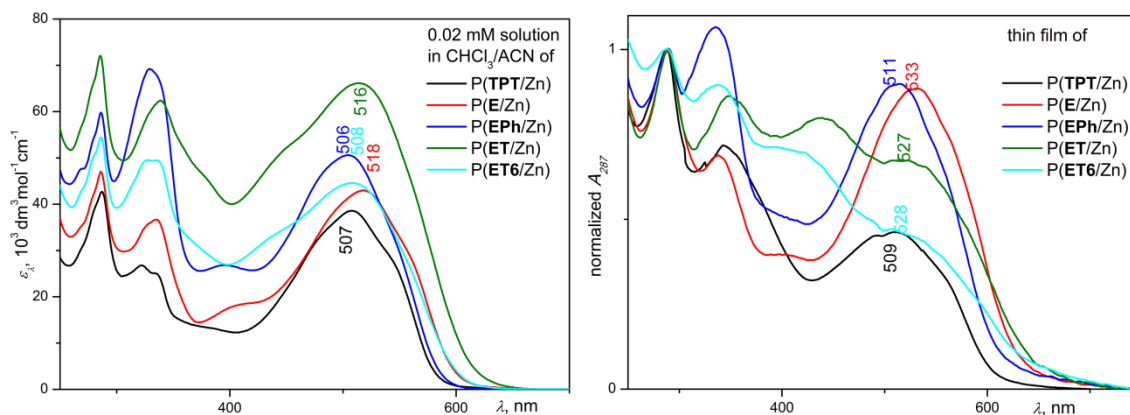 0.02 mM solution
in CHCl3/ACN of
P(TPT/Zn)
P(E/Zn)
P(EPh/Zn)
P(ET/Zn)
P(ET6/Zn)
80
60
40
20
0
ελ, 10³ dm³mol⁻¹cm⁻¹
516
506
508
518
507
400
600
λ, nm
thin film of
P(TPT/Zn)
P(E/Zn)
P(EPh/Zn)
P(ET/Zn)
P(ET6/Zn)
1
0
normalized A287
511
533
527
528
509
400
600
λ, nm